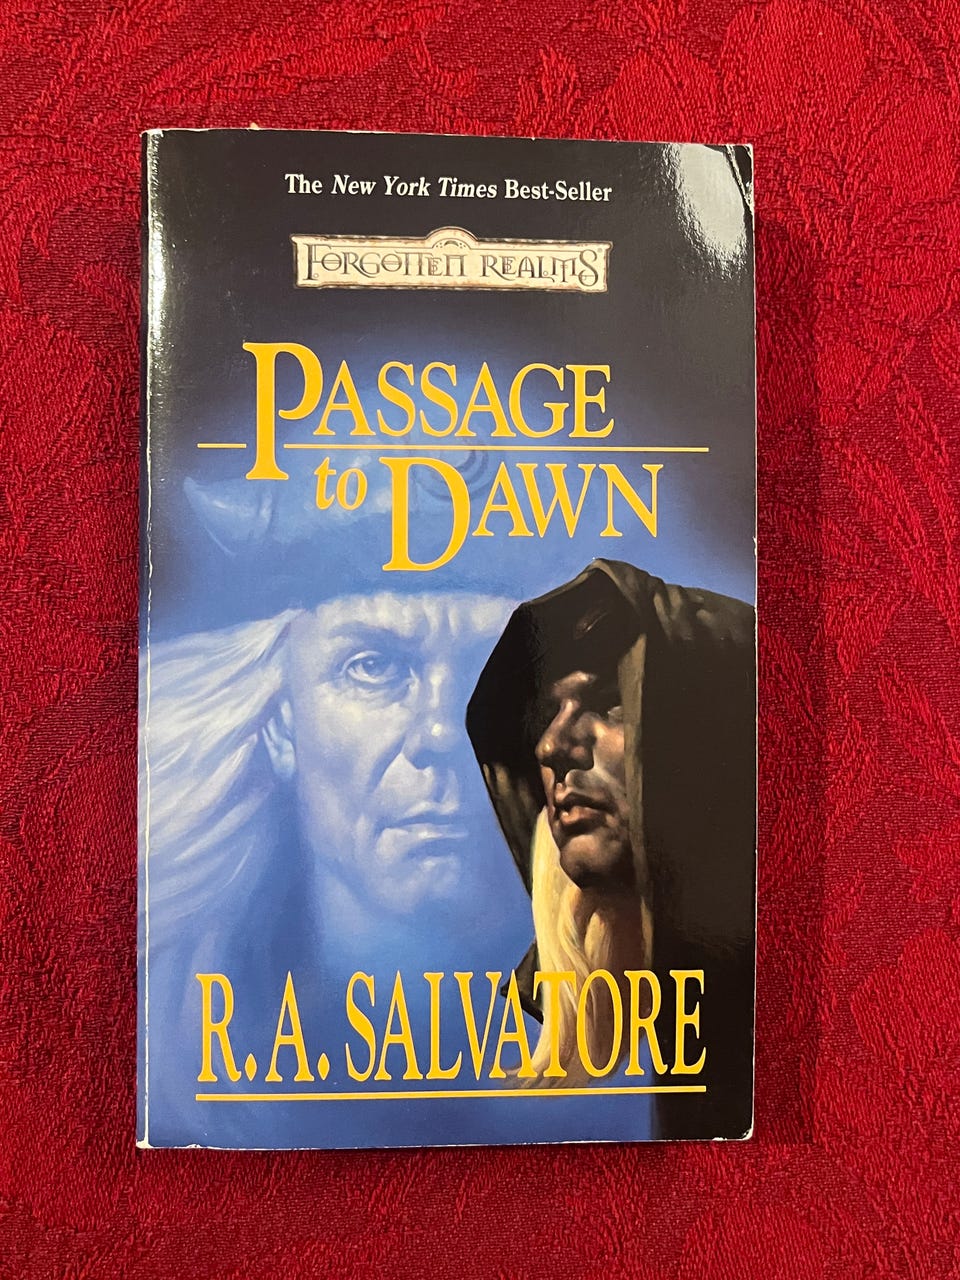 The New York Times Best-Seller
FORGOTTEN REALMS®
PASSAGE
to DAWN
R.A. SALVATORE